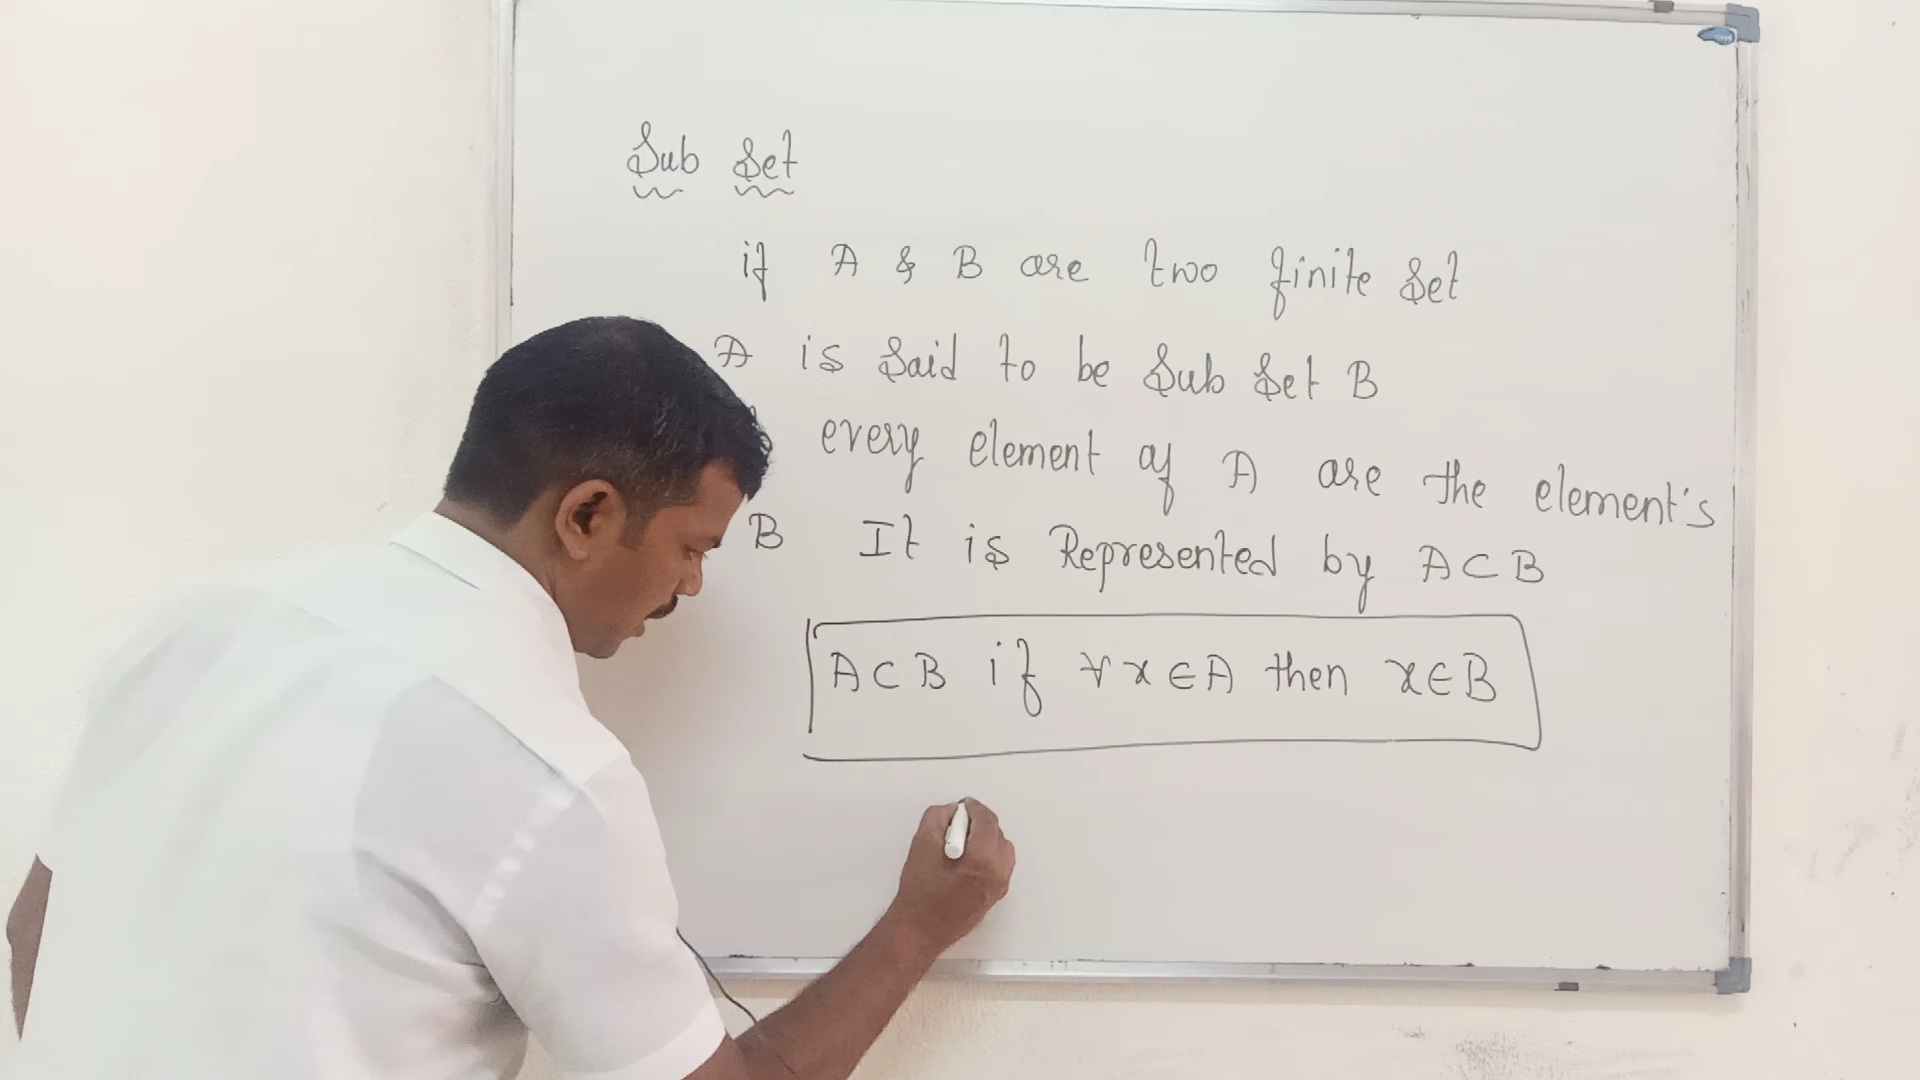 Sub Set
if A & B are two finite Set
A is Said to be Sub Set B
every element of A are the element's
B It is Represented by A⊂B
A⊂B if ∀x∈A then x∈B